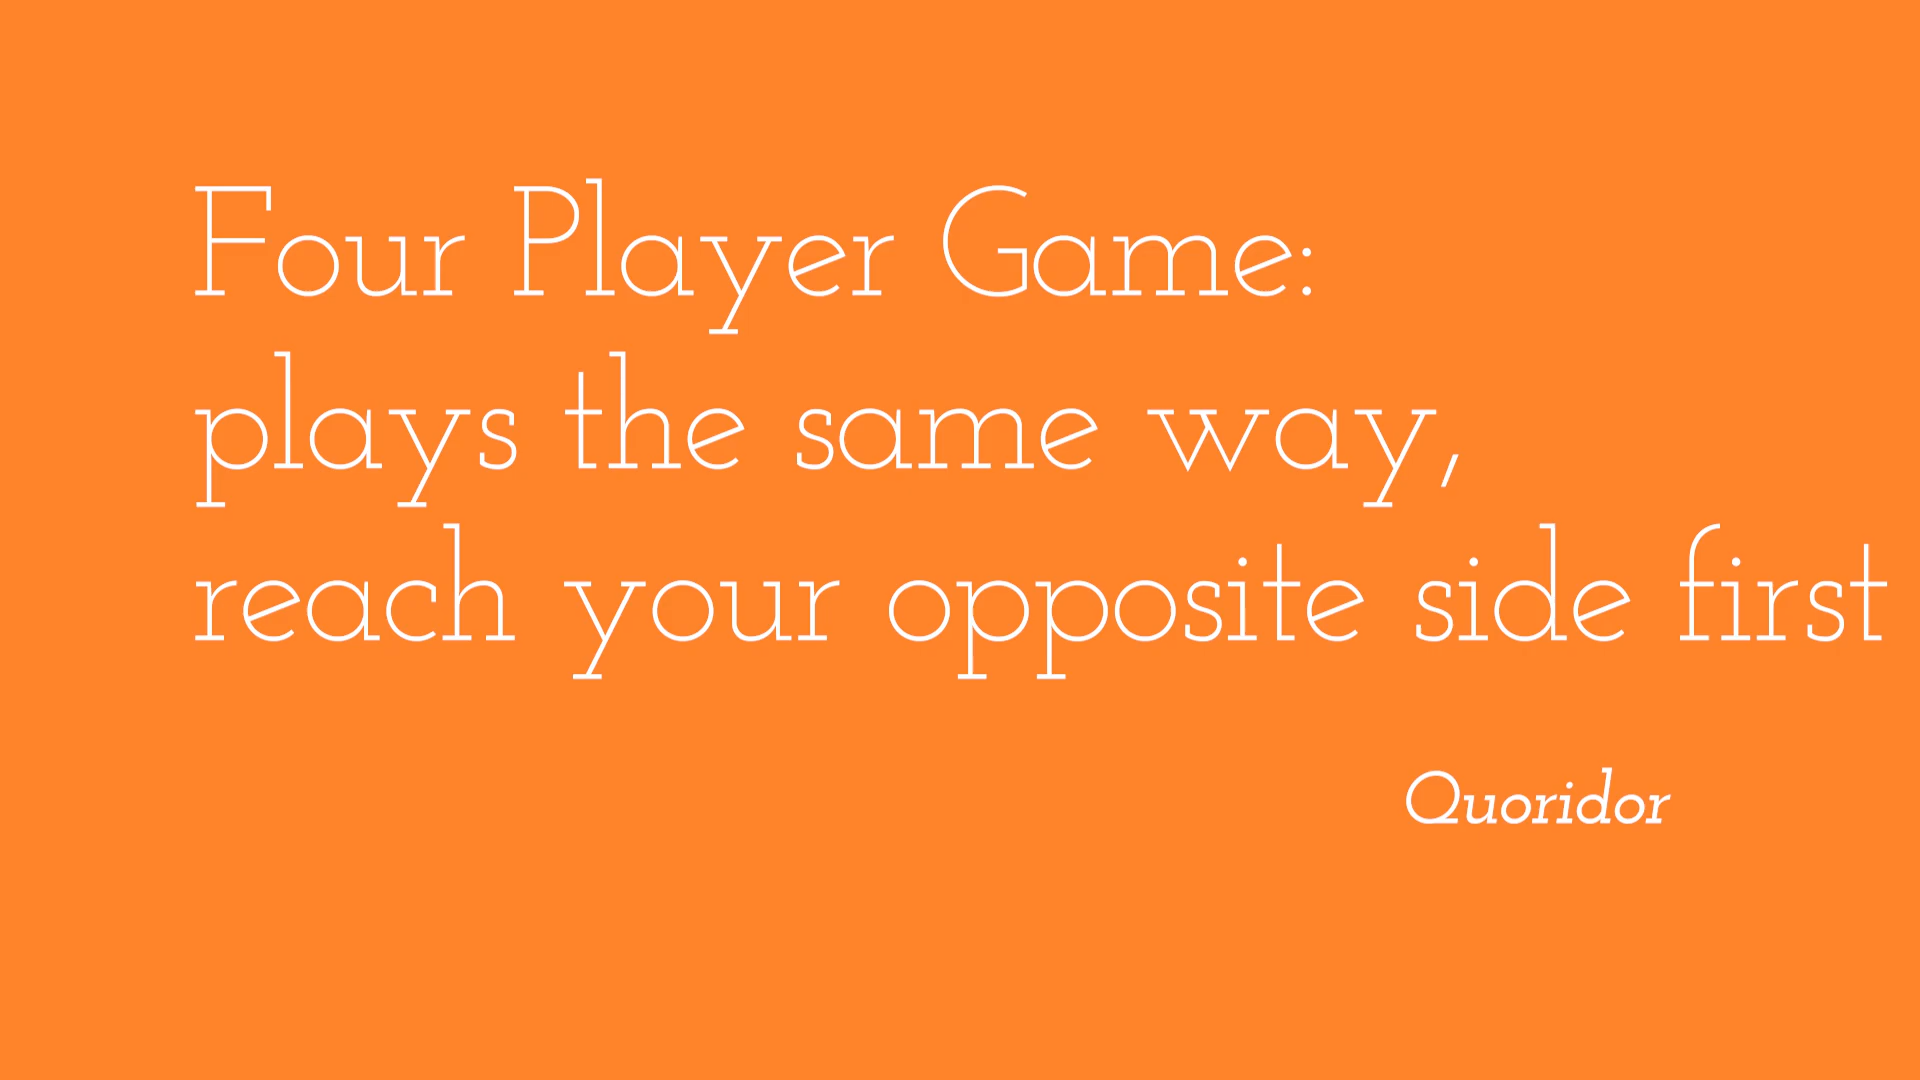 Four Player Game:
plays the same way,
reach your opposite side first
Quoridor